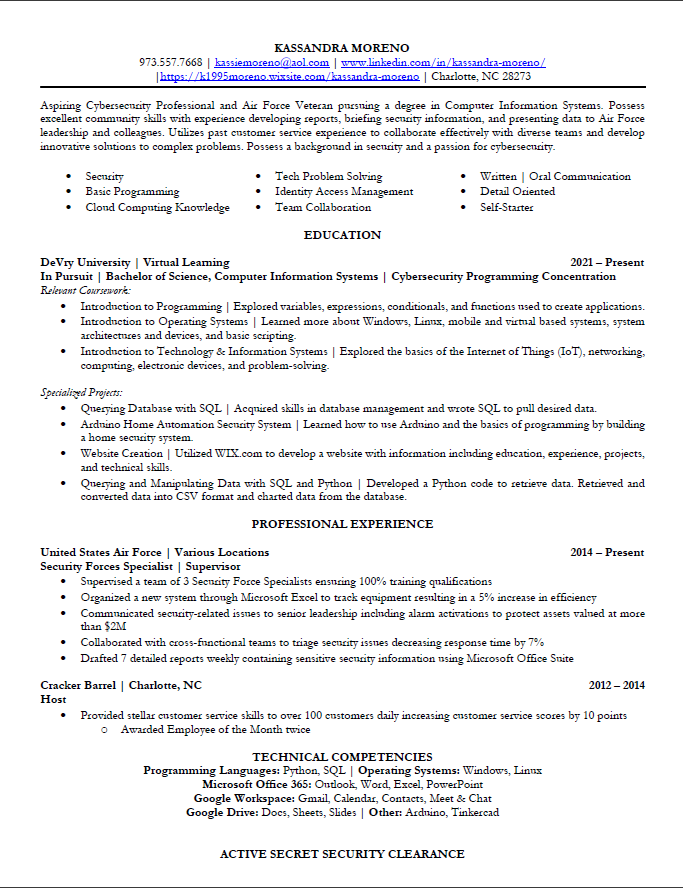 KASSANDRA MORENO
973.557.7668 | kassiemoreno@aol.com | www.linkedin.com/in/kassandra-moreno/
|https://k1995moreno.wixsite.com/kassandra-moreno | Charlotte, NC 28273
Aspiring Cybersecurity Professional and Air Force Veteran pursuing a degree in Computer Information Systems. Possess
excellent community skills with experience developing reports, briefing security information, and presenting data to Air Force
leadership and colleagues. Utilizes past customer service experience to collaborate effectively with diverse teams and develop
innovative solutions to complex problems. Possess a background in security and a passion for cybersecurity.
• Security • Tech Problem Solving • Written | Oral Communication
• Basic Programming • Identity Access Management • Detail Oriented
• Cloud Computing Knowledge • Team Collaboration • Self-Starter
EDUCATION
DeVry University | Virtual Learning 2021 – Present
In Pursuit | Bachelor of Science, Computer Information Systems | Cybersecurity Programming Concentration
Relevant Coursework:
• Introduction to Programming | Explored variables, expressions, conditionals, and functions used to create applications.
• Introduction to Operating Systems | Learned more about Windows, Linux, mobile and virtual based systems, system
architectures and devices, and basic scripting.
• Introduction to Technology & Information Systems | Explored the basics of the Internet of Things (IoT), networking,
computing, electronic devices, and problem-solving.
Specialized Projects:
• Querying Database with SQL | Acquired skills in database management and wrote SQL to pull desired data.
• Arduino Home Automation Security System | Learned how to use Arduino and the basics of programming by building
a home security system.
• Website Creation | Utilized WIX.com to develop a website with information including education, experience, projects,
and technical skills.
• Querying and Manipulating Data with SQL and Python | Developed a Python code to retrieve data. Retrieved and
converted data into CSV format and charted data from the database.
PROFESSIONAL EXPERIENCE
United States Air Force | Various Locations 2014 – Present
Security Forces Specialist | Supervisor
• Supervised a team of 3 Security Force Specialists ensuring 100% training qualifications
• Organized a new system through Microsoft Excel to track equipment resulting in a 5% increase in efficiency
• Communicated security-related issues to senior leadership including alarm activations to protect assets valued at more
than $2M
• Collaborated with cross-functional teams to triage security issues decreasing response time by 7%
• Drafted 7 detailed reports weekly containing sensitive security information using Microsoft Office Suite
Cracker Barrel | Charlotte, NC 2012 – 2014
Host
• Provided stellar customer service skills to over 100 customers daily increasing customer service scores by 10 points
○ Awarded Employee of the Month twice
TECHNICAL COMPETENCIES
Programming Languages: Python, SQL | Operating Systems: Windows, Linux
Microsoft Office 365: Outlook, Word, Excel, PowerPoint
Google Workspace: Gmail, Calendar, Contacts, Meet & Chat
Google Drive: Docs, Sheets, Slides | Other: Arduino, Tinkercad
ACTIVE SECRET SECURITY CLEARANCE